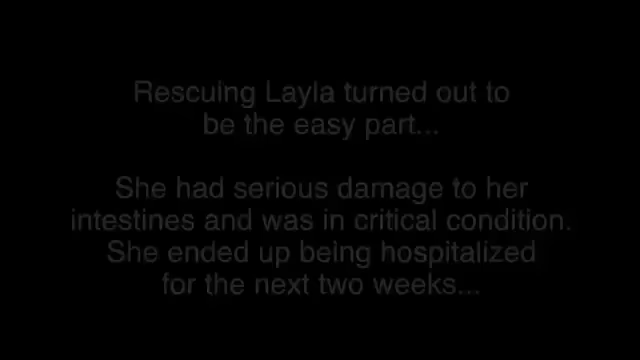 Rescuing Layla turned out to
be the easy part...
She had serious damage to her
intestines and was in critical condition.
She ended up being hospitalized
for the next two weeks...